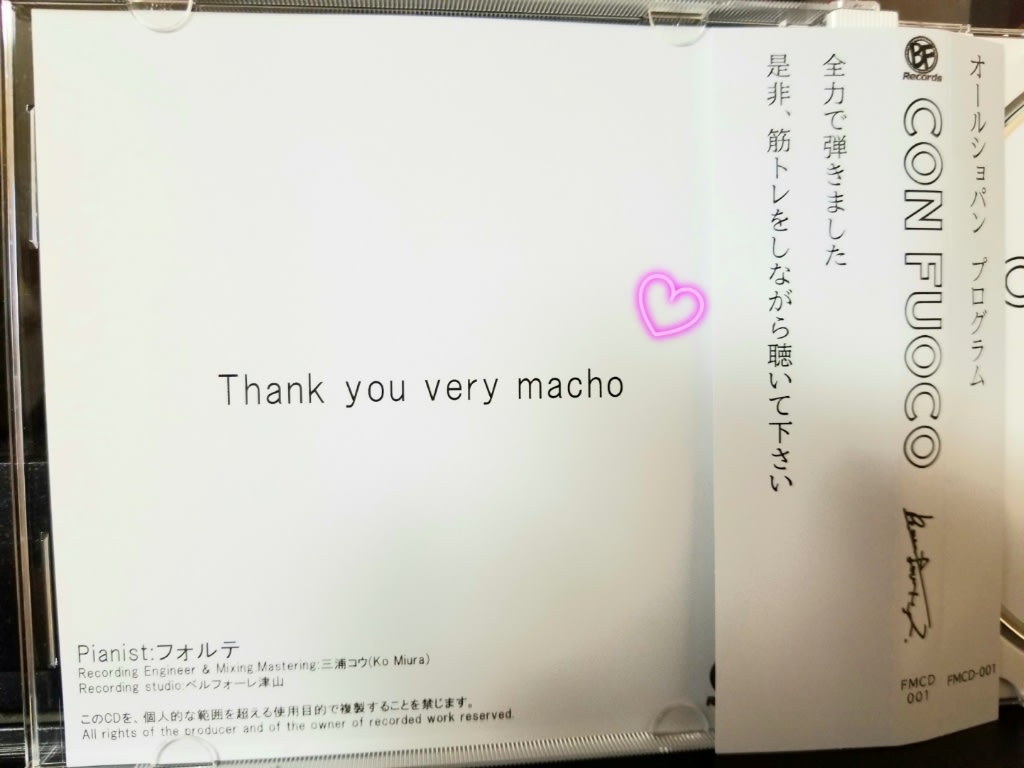 Thank you very macho
Pianist:フォルテ
Recording Engineer & Mixing Mastering:三浦コウ(Ko Miura)
Recording studio:ベルフォーレ津山
このCDを、個人的な範囲を超える使用目的で複製することを禁じます。
All rights of the producer and of the owner of recorded work reserved.
オールショパン プログラム
BF
Records
CON FUOCO
FMCD
001
FMCD-001
全力で弾きました
是非、筋トレをしながら聴いて下さい